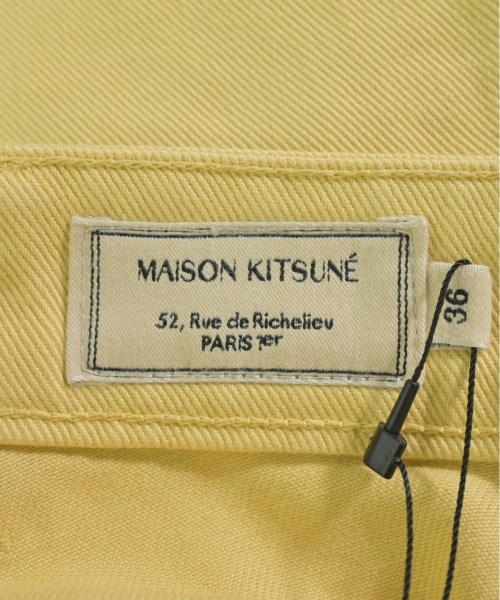 MAISON KITSUNÉ
52, Rue de Richelieu
PARIS 1er
36